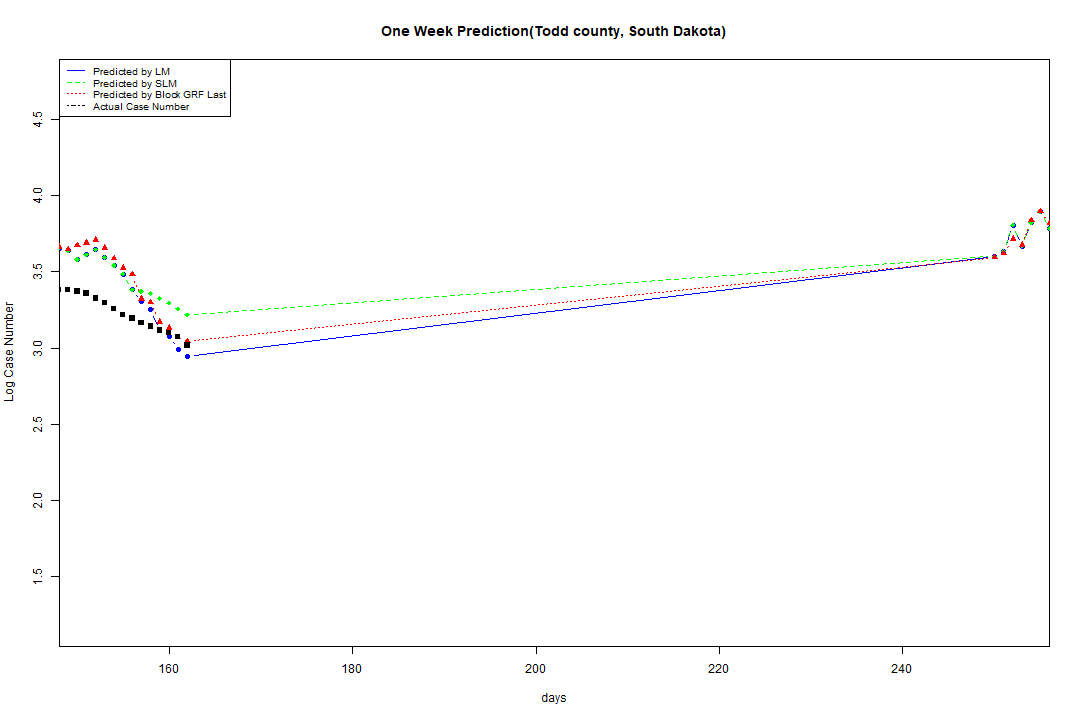 One Week Prediction(Todd county, South Dakota)
Predicted by LM
Predicted by SLM
Predicted by Block GRF Last
Actual Case Number
4.5
4.0
3.5
3.0
2.5
2.0
1.5
Log Case Number
160 180 200 220 240
days